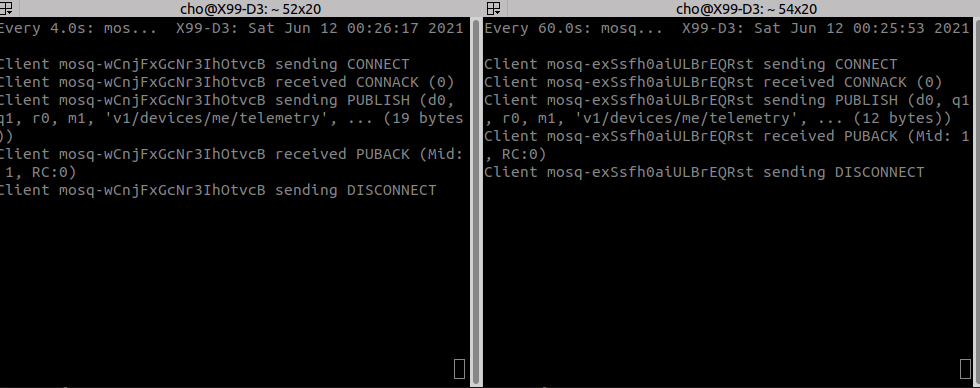 cho@X99-D3: ~ 52x20
Every 4.0s: mos...  X99-D3: Sat Jun 12 00:26:17 2021
Client mosq-wCnjFxGcNr3IhOtvcB sending CONNECT
Client mosq-wCnjFxGcNr3IhOtvcB received CONNACK (0)
Client mosq-wCnjFxGcNr3IhOtvcB sending PUBLISH (d0,
q1, r0, m1, 'v1/devices/me/telemetry', ... (19 bytes
))
Client mosq-wCnjFxGcNr3IhOtvcB received PUBACK (Mid:
1, RC:0)
Client mosq-wCnjFxGcNr3IhOtvcB sending DISCONNECT
cho@X99-D3: ~ 54x20
Every 60.0s: mosq...  X99-D3: Sat Jun 12 00:25:53 2021
Client mosq-exSsfh0aiULBrEQRst sending CONNECT
Client mosq-exSsfh0aiULBrEQRst received CONNACK (0)
Client mosq-exSsfh0aiULBrEQRst sending PUBLISH (d0, q1
, r0, m1, 'v1/devices/me/telemetry', ... (12 bytes))
Client mosq-exSsfh0aiULBrEQRst received PUBACK (Mid: 1
, RC:0)
Client mosq-exSsfh0aiULBrEQRst sending DISCONNECT